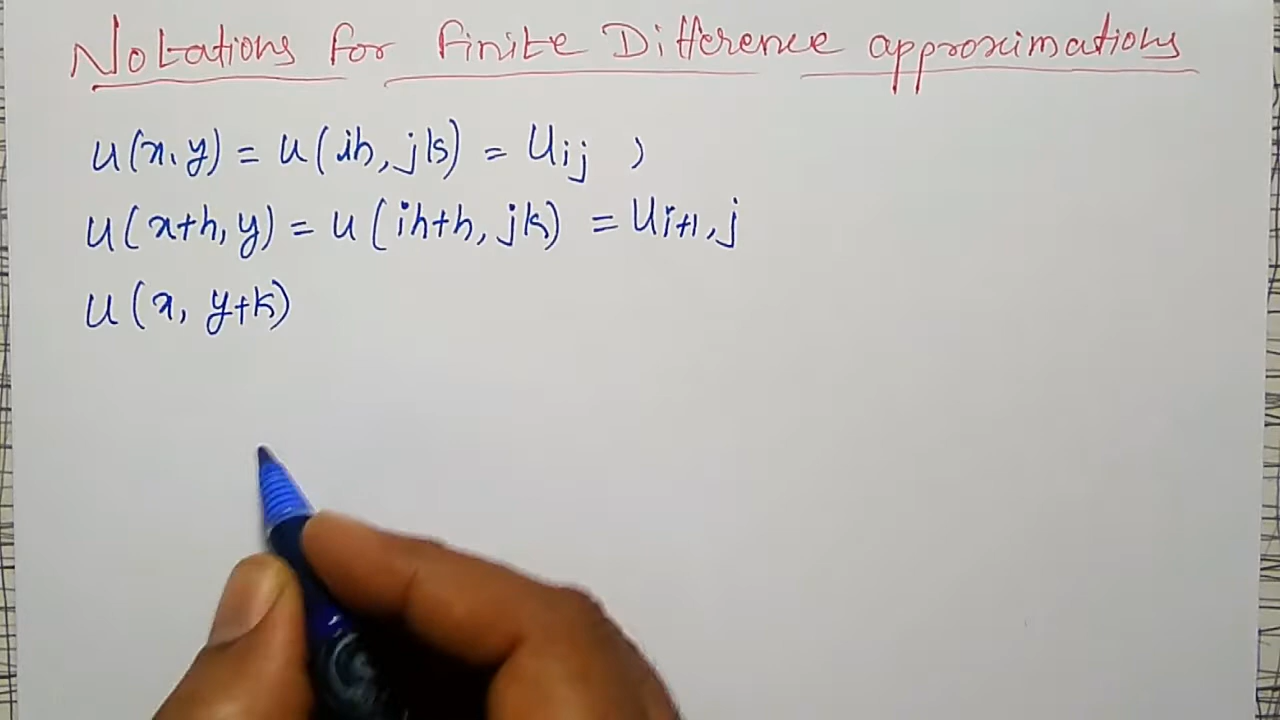 Notations for Finite Difference approximations
u(x, y) = u(ih, jk) = Uij ,
u(x+h, y) = u(ih+h, jk) = Ui+1, j
u(x, y+k)